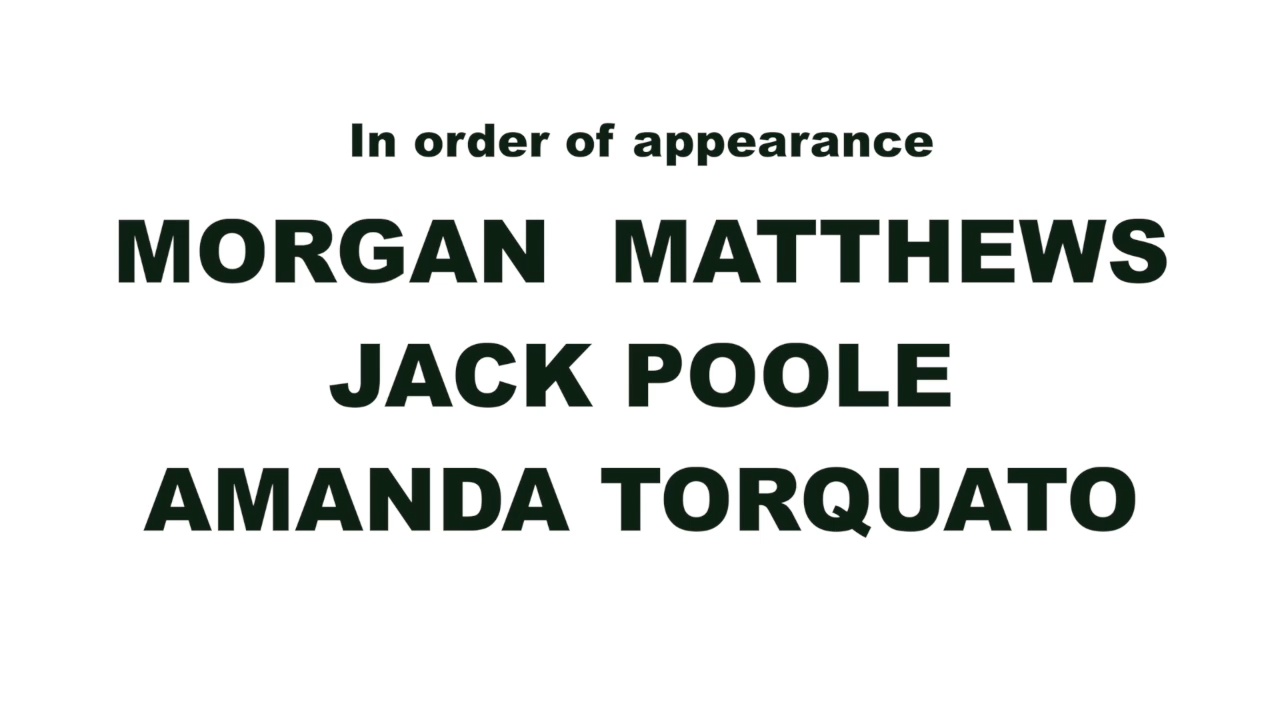 In order of appearance
MORGAN MATTHEWS
JACK POOLE
AMANDA TORQUATO